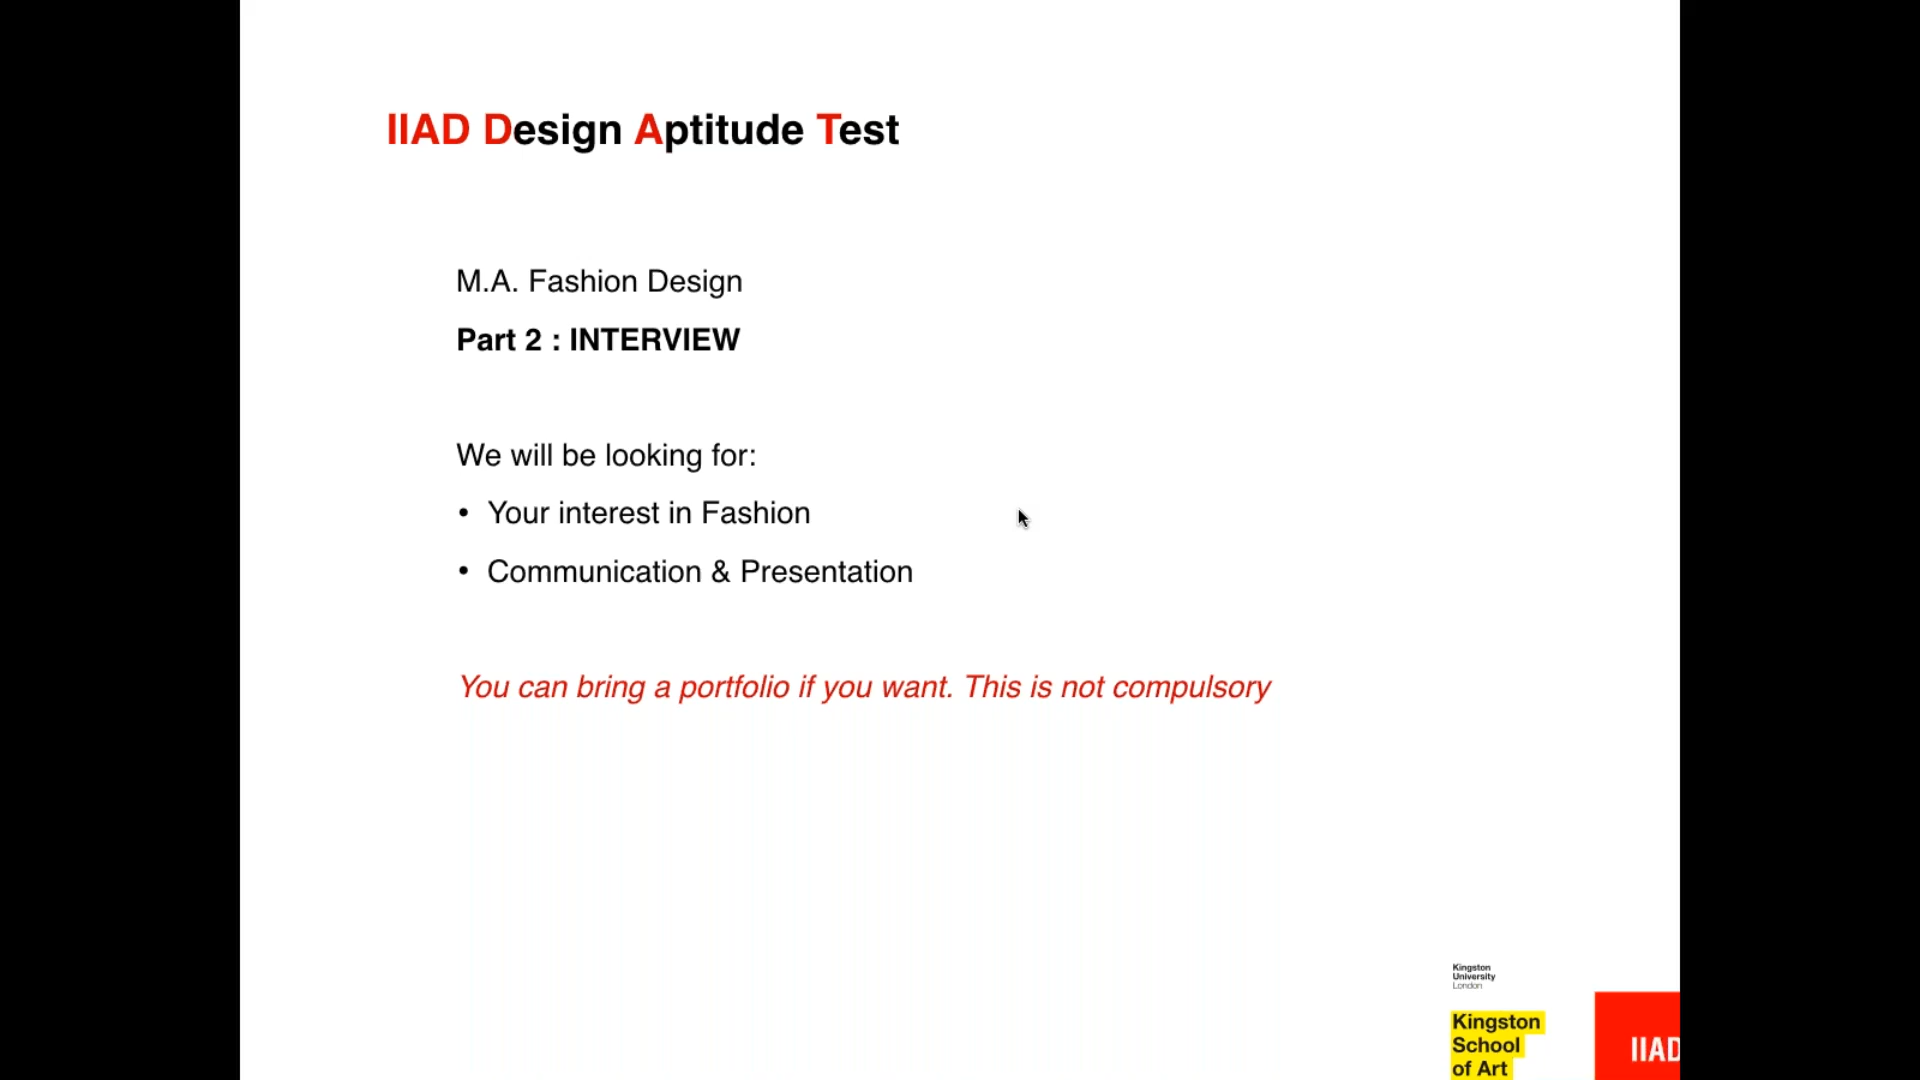 IIAD Design Aptitude Test
M.A. Fashion Design
Part 2 : INTERVIEW
We will be looking for:
• Your interest in Fashion
• Communication & Presentation
You can bring a portfolio if you want. This is not compulsory
Kingston
University
London
Kingston
School
of Art
IIAD